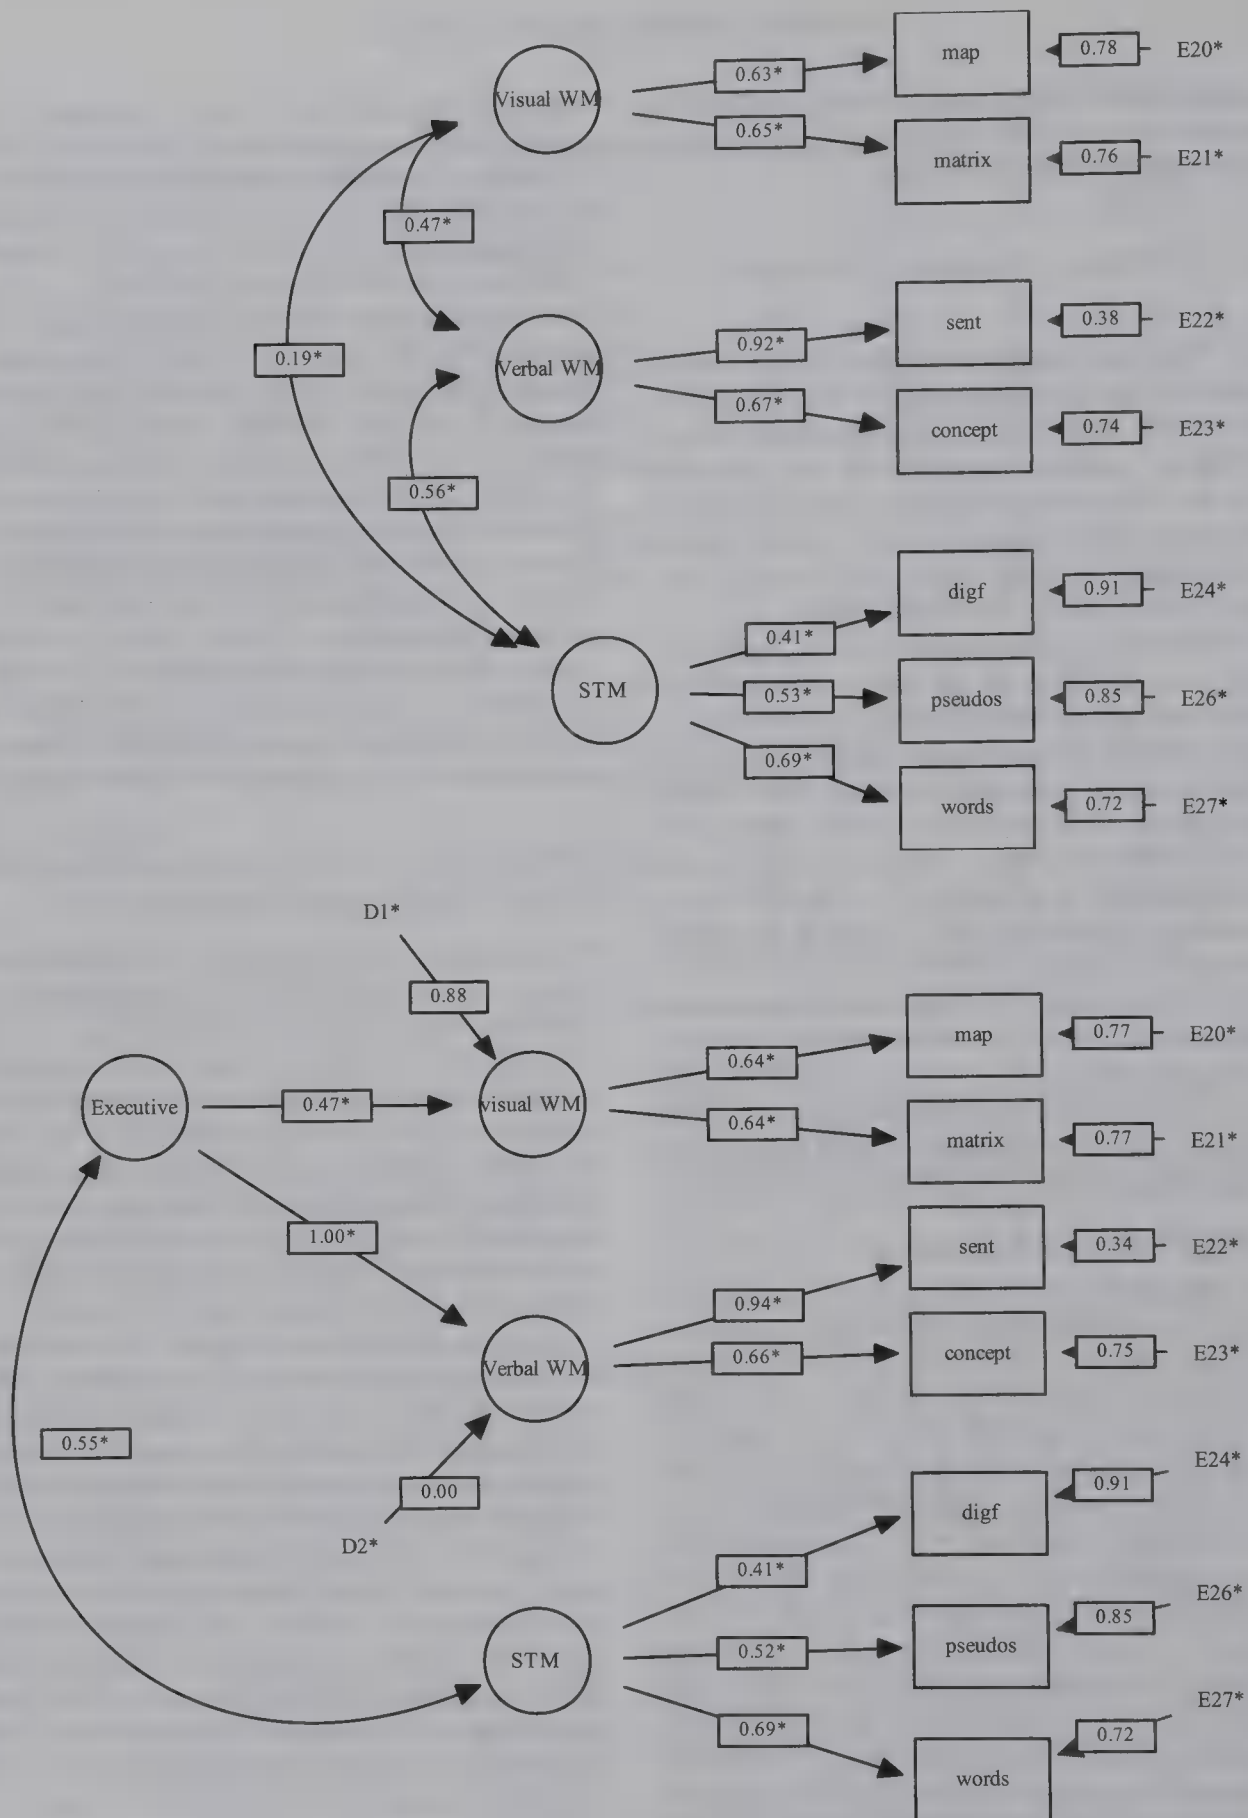 map
0.78
E20*
0.63*
Visual WM
0.65*
matrix
0.76
E21*
0.47*
sent
0.38
E22*
0.92*
0.19*
Verbal WM
0.67*
concept
0.74
E23*
0.56*
digf
0.91
E24*
0.41*
STM
0.53*
pseudos
0.85
E26*
0.69*
words
0.72
E27*
D1*
0.88
map
0.77
E20*
0.64*
Executive
0.47*
visual WM
0.64*
matrix
0.77
E21*
1.00*
sent
0.34
E22*
0.94*
Verbal WM
0.66*
concept
0.75
E23*
0.55*
0.00
D2*
digf
0.91
E24*
0.41*
STM
0.52*
pseudos
0.85
E26*
0.69*
words
0.72
E27*